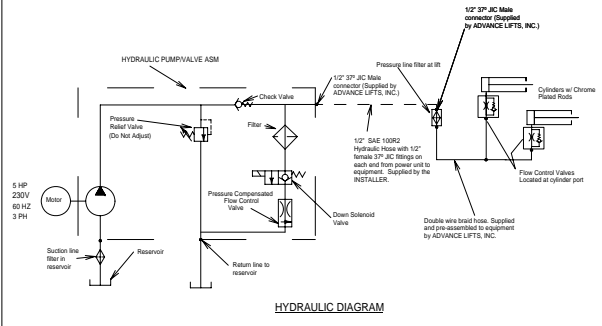 1/2" 37º JIC Male
connector (Supplied
by ADVANCE LIFTS, INC.)
HYDRAULIC PUMP/VALVE ASM
1/2" 37º JIC Male
connector (Supplied by
ADVANCE LIFTS, INC.)
Pressure line filter at lift
Check Valve
Cylinders w/ Chrome
Plated Rods
Pressure
Relief Valve
(Do Not Adjust)
Filter
1/2" SAE 100R2
Hydraulic Hose with 1/2"
female 37º JIC fittings on
each end from power unit to
equipment. Supplied by the
INSTALLER.
Flow Control Valves
Located at cylinder port
5 HP
230V
60 HZ
3 PH
Motor
Pressure Compensated
Flow Control
Valve
Down Solenoid
Valve
Double wire braid hose. Supplied
and pre-assembled to equipment
by ADVANCE LIFTS, INC.
Suction line
filter in
reservoir
Reservoir
Return line to
reservoir
HYDRAULIC DIAGRAM